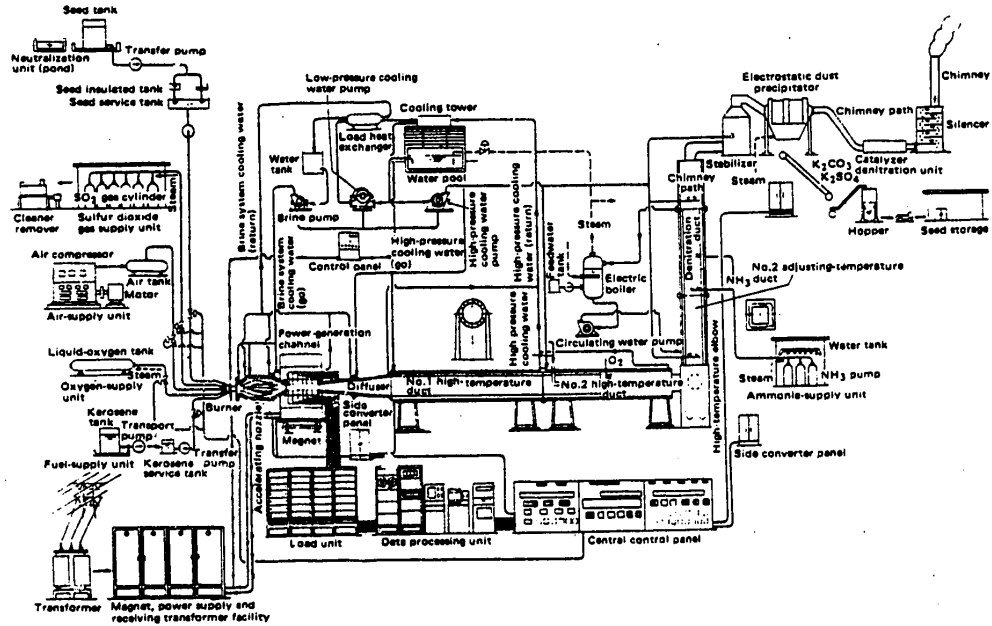 Seed tank
Neutralization
unit (pond)
Transfer pump
Seed insulated tank
Seed service tank
SO2 gas cylinder
Steam
Cleaner
remover
Sulfur dioxide
gas supply unit
Air compressor
Air tank
Motor
Air-supply unit
Liquid-oxygen tank
Steam
Oxygen-supply
unit
Burner
Kerosene
tank
Transport
pump
Transfer
pump
Fuel-supply unit
Kerosene
service tank
Transformer
Magnet, power supply and
receiving transformer facility
Low-pressure cooling
water pump
Cooling tower
Load heat
exchanger
Water
tank
Water pool
Brine pump
Brine system cooling water
(return)
Brine system
cooling water
(go)
Control panel
High-pressure
cooling water
(go)
High-pressure
cooling water
pump
High-pressure cooling
water (return)
High pressure
cooling water
Power-generation
channel
Diffuser
Side
converter
panel
Magnet
Accelerating nozzle
No.1 high-temperature
duct
No.2 high-temperature
duct
O2
Feedwater
tank
Steam
Electric
boiler
Circulating water pump
Load unit
Data processing unit
Central control panel
Side converter panel
High-temperature elbow
Electrostatic dust
precipitator
Chimney path
Chimney
Silencer
Catalyzer
denitration unit
Stabilizer
Chimney
path
Steam
K2CO3
K2SO4
Hopper
Seed storage
Denitration
duct
No.2 adjusting-temperature
duct
NH3
Water tank
Steam
NH3 pump
Ammonia-supply unit